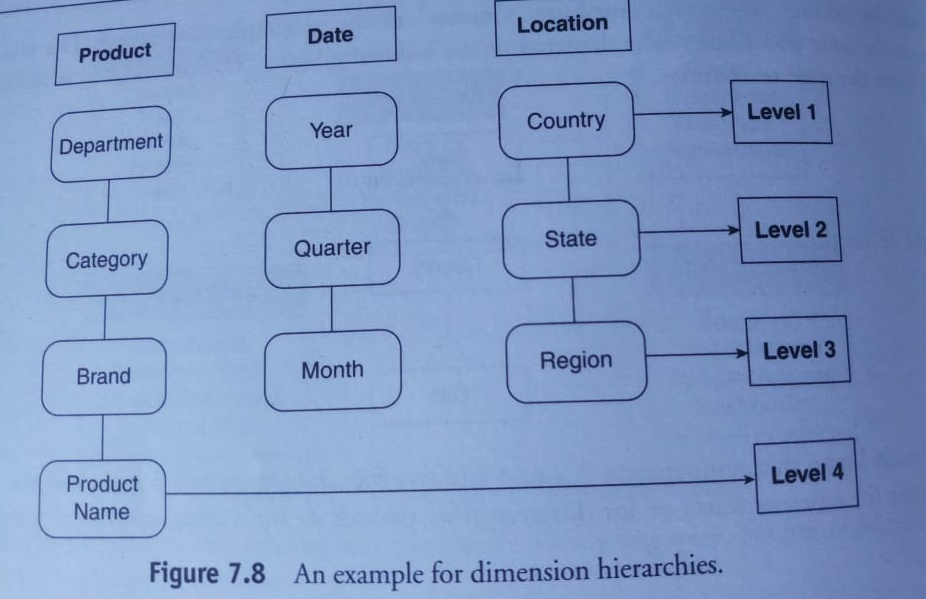 Product
Date
Location
Department
Year
Country
Level 1
Category
Quarter
State
Level 2
Brand
Month
Region
Level 3
Product
Name
Level 4
Figure 7.8 An example for dimension hierarchies.